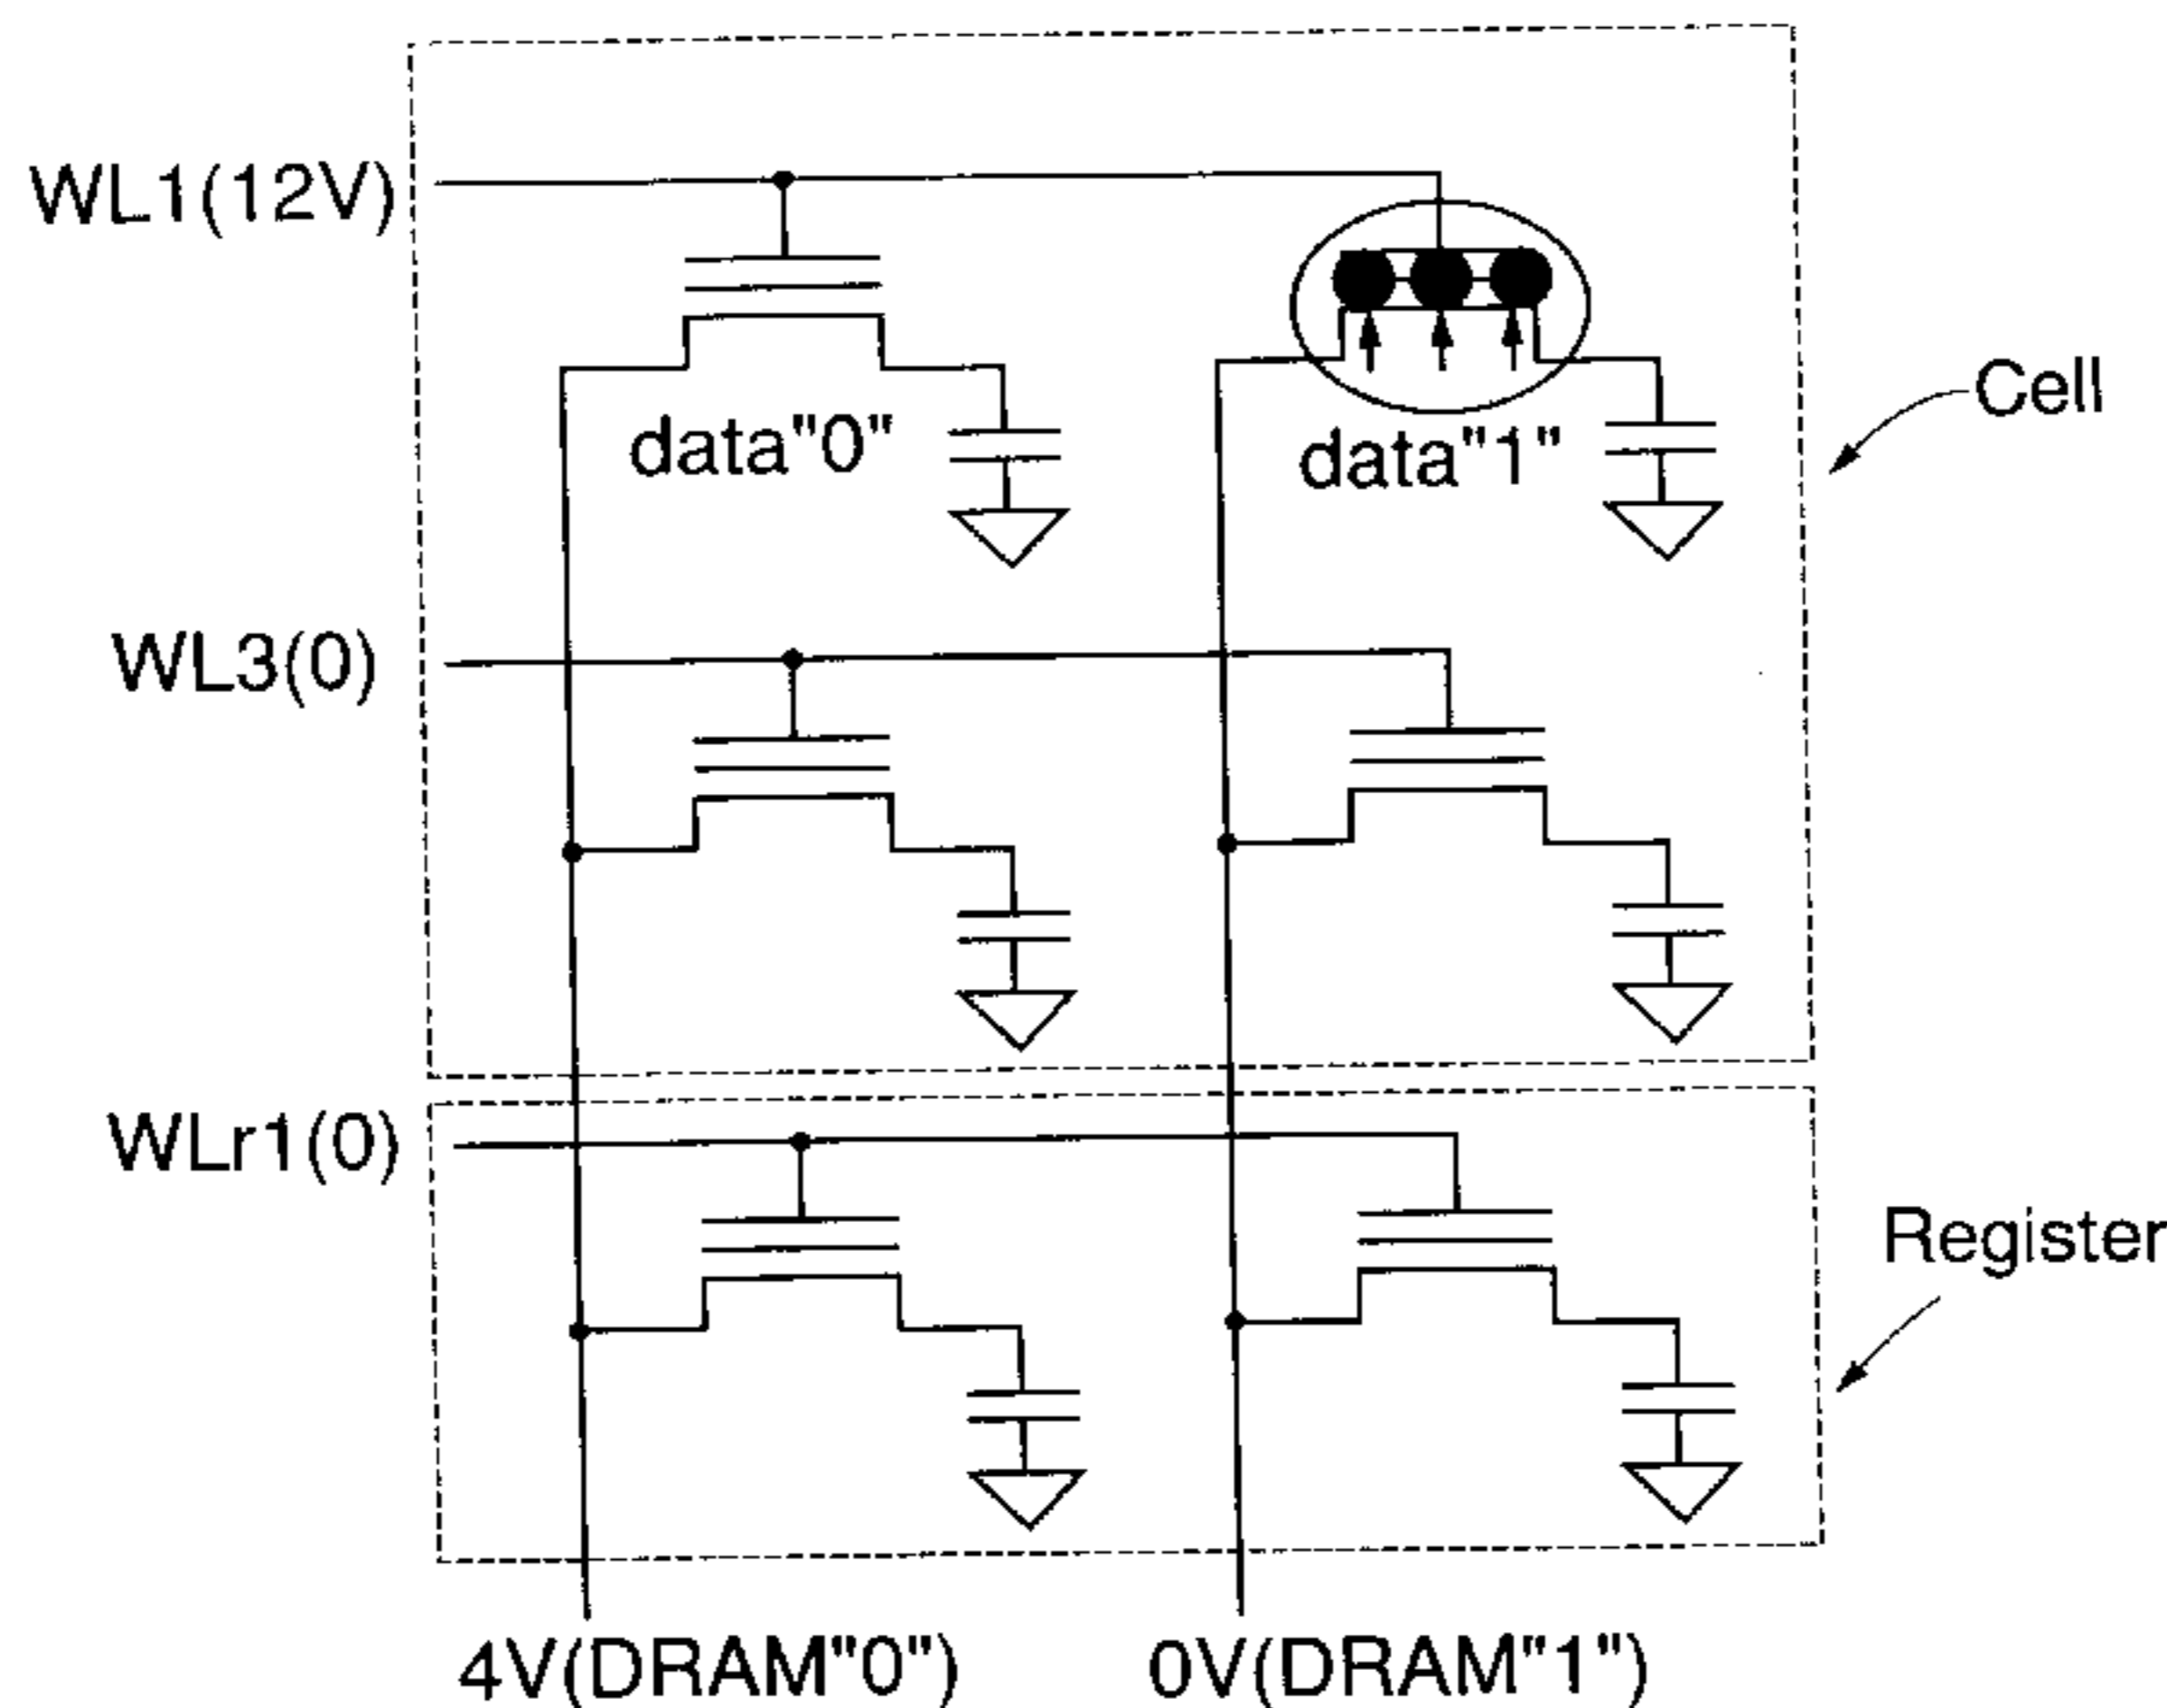 WL1(12V)
Cell
data"0"
data"1"
WL3(0)
WLr1(0)
Register
4V(DRAM"0")
0V(DRAM"1")